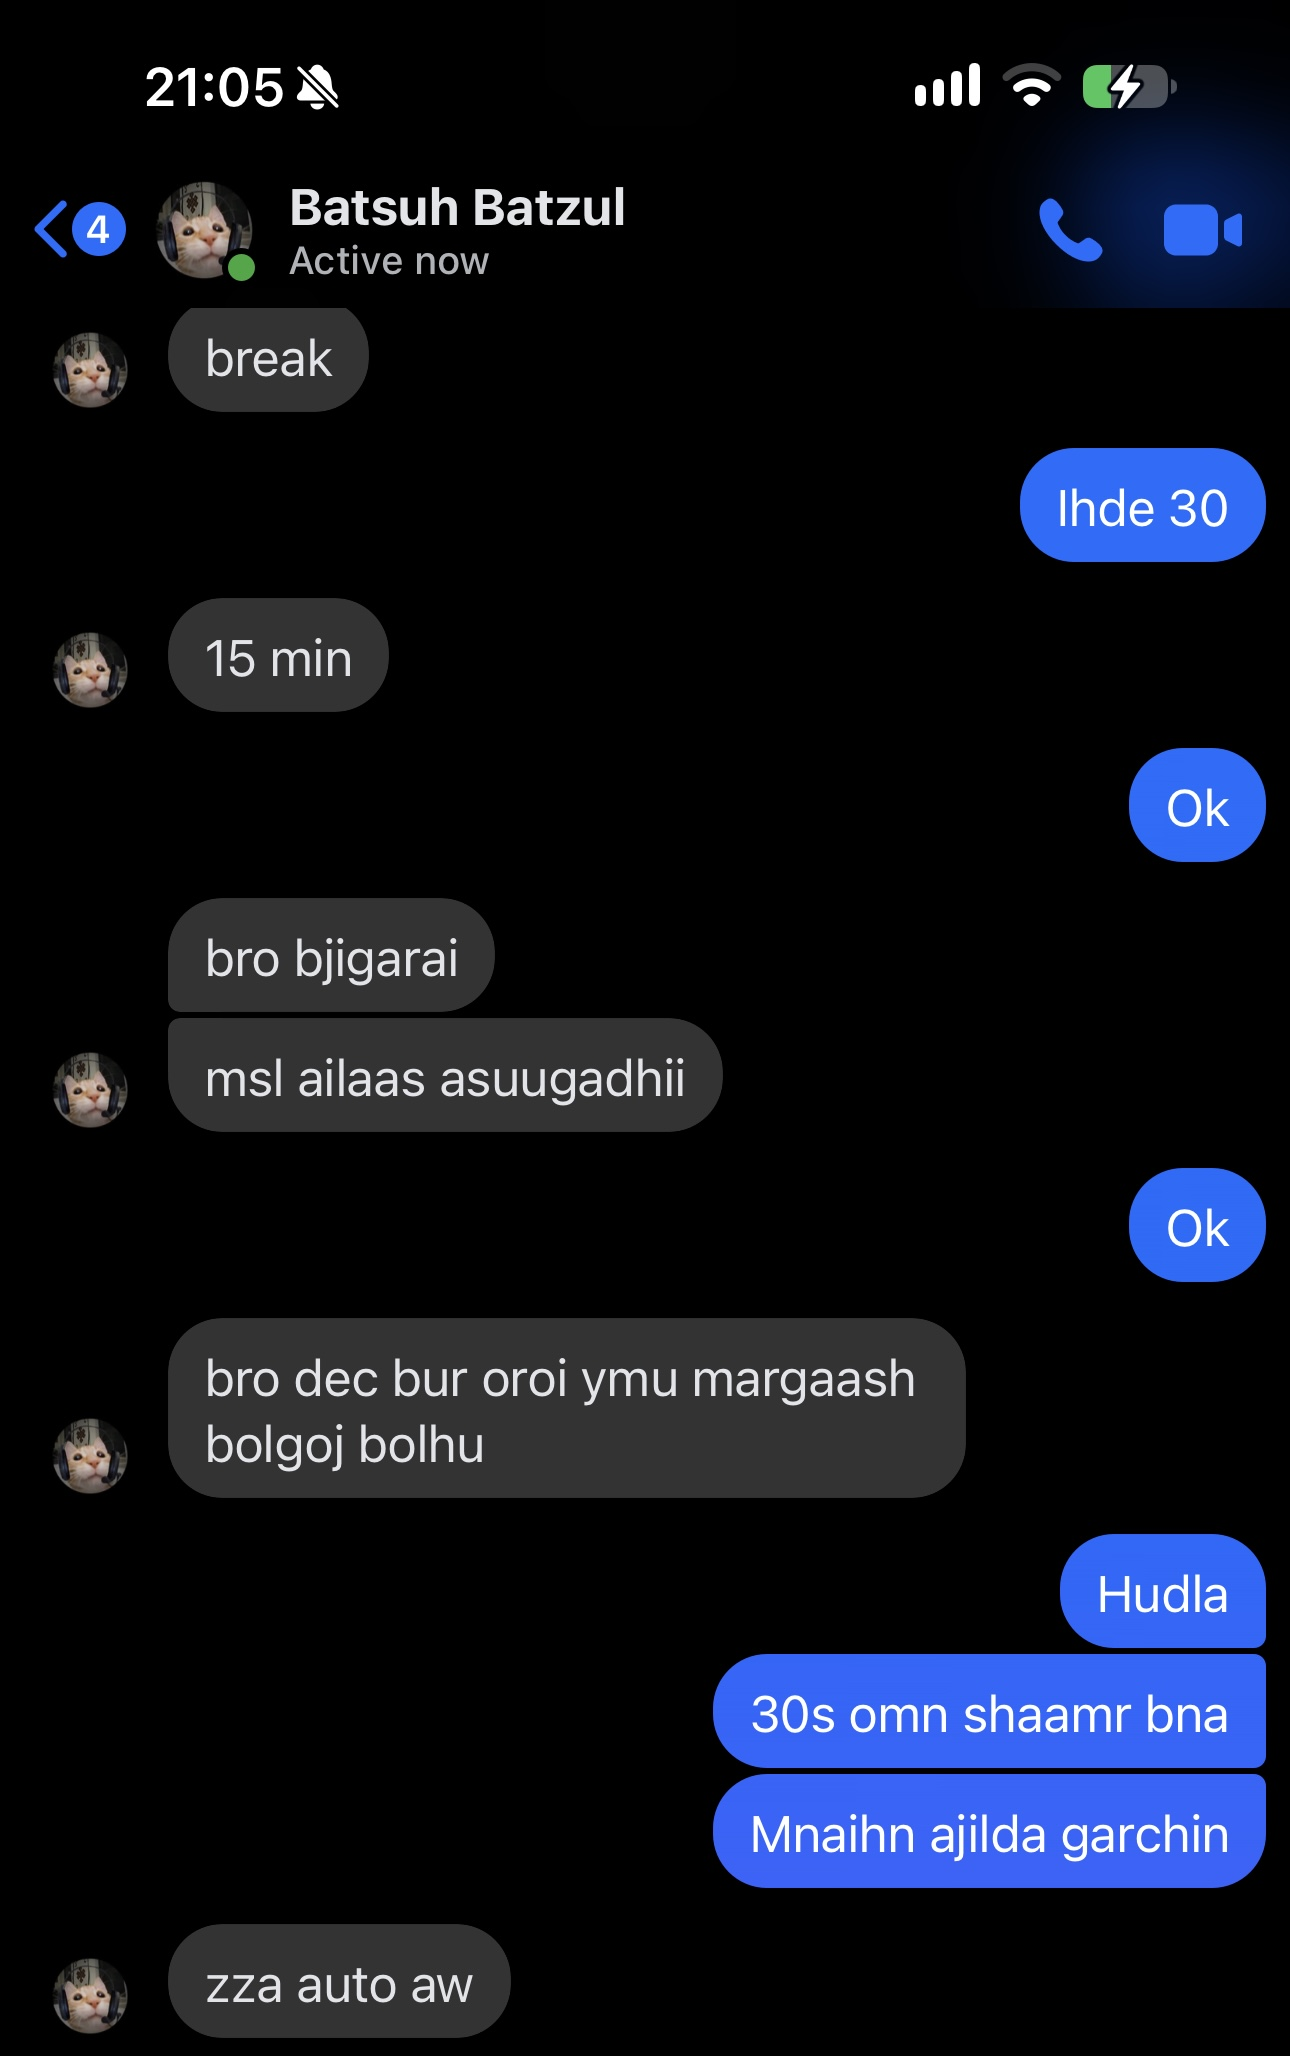 21:05
4
Batsuh Batzul
Active now
break
Ihde 30
15 min
Ok
bro bjigarai
msl ailaas asuugadhii
Ok
bro dec bur oroi ymu margaash
bolgoj bolhu
Hudla
30s omn shaamr bna
Mnaihn ajilda garchin
zza auto aw